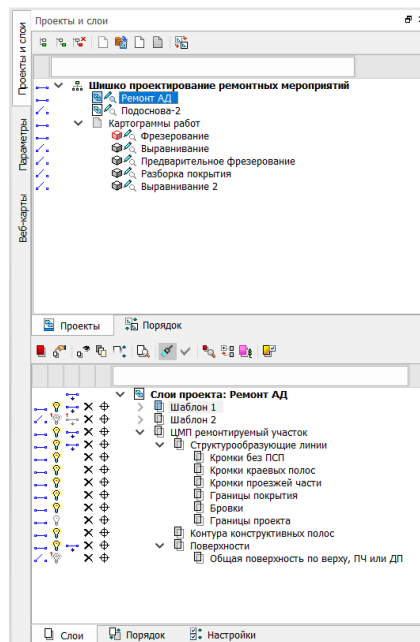 Проекты и слои
Проекты и слои
Параметры
Веб-карты
Шишко проектирование ремонтных мероприятий
Ремонт АД
Подоснова-2
Картограммы работ
Фрезерование
Выравнивание
Предварительное фрезерование
Разборка покрытия
Выравнивание 2
Проекты
Порядок
Слои проекта: Ремонт АД
Шаблон 1
Шаблон 2
ЦМП ремонтируемый участок
Структурообразующие линии
Кромки без ПСП
Кромки краевых полос
Кромки проезжей части
Границы покрытия
Бровки
Границы проекта
Контура конструктивных полос
Поверхности
Общая поверхность по верху, ПЧ или ДП
Слои
Порядок
Настройки